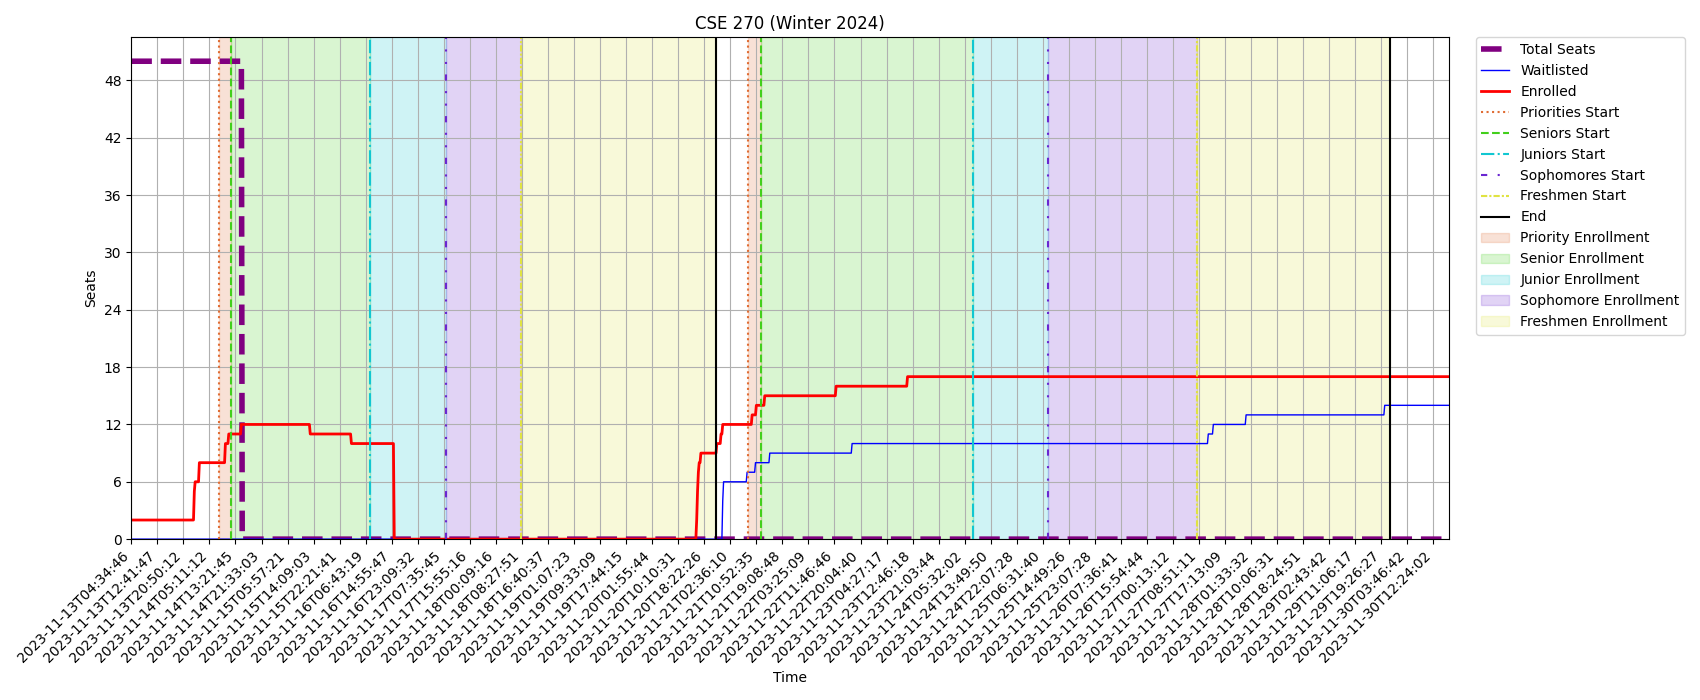 CSE 270 (Winter 2024)
Seats
48
42
36
30
24
18
12
6
0
2023-11-13T04:34:46
2023-11-13T12:41:47
2023-11-13T20:50:12
2023-11-14T05:11:12
2023-11-14T13:21:45
2023-11-14T21:33:03
2023-11-15T05:57:21
2023-11-15T14:09:03
2023-11-15T22:21:41
2023-11-16T06:43:19
2023-11-16T14:55:47
2023-11-16T23:09:32
2023-11-17T07:35:45
2023-11-17T15:55:16
2023-11-18T00:09:16
2023-11-18T08:27:51
2023-11-18T16:40:37
2023-11-19T01:07:23
2023-11-19T09:33:09
2023-11-19T17:44:15
2023-11-20T01:55:44
2023-11-20T10:10:31
2023-11-20T18:22:26
2023-11-21T02:36:10
2023-11-21T10:52:35
2023-11-21T19:08:48
2023-11-22T03:25:09
2023-11-22T11:46:46
2023-11-22T20:04:40
2023-11-23T04:27:17
2023-11-23T12:46:18
2023-11-23T21:03:44
2023-11-24T05:32:02
2023-11-24T13:49:50
2023-11-24T22:07:28
2023-11-25T06:31:40
2023-11-25T14:49:26
2023-11-25T23:07:28
2023-11-26T07:36:41
2023-11-26T15:54:44
2023-11-27T00:13:12
2023-11-27T08:51:11
2023-11-27T17:13:09
2023-11-28T01:33:32
2023-11-28T10:06:31
2023-11-28T18:24:51
2023-11-29T02:43:42
2023-11-29T11:06:17
2023-11-29T19:26:27
2023-11-30T03:46:42
2023-11-30T12:24:02
Time
Total Seats
Waitlisted
Enrolled
Priorities Start
Seniors Start
Juniors Start
Sophomores Start
Freshmen Start
End
Priority Enrollment
Senior Enrollment
Junior Enrollment
Sophomore Enrollment
Freshmen Enrollment